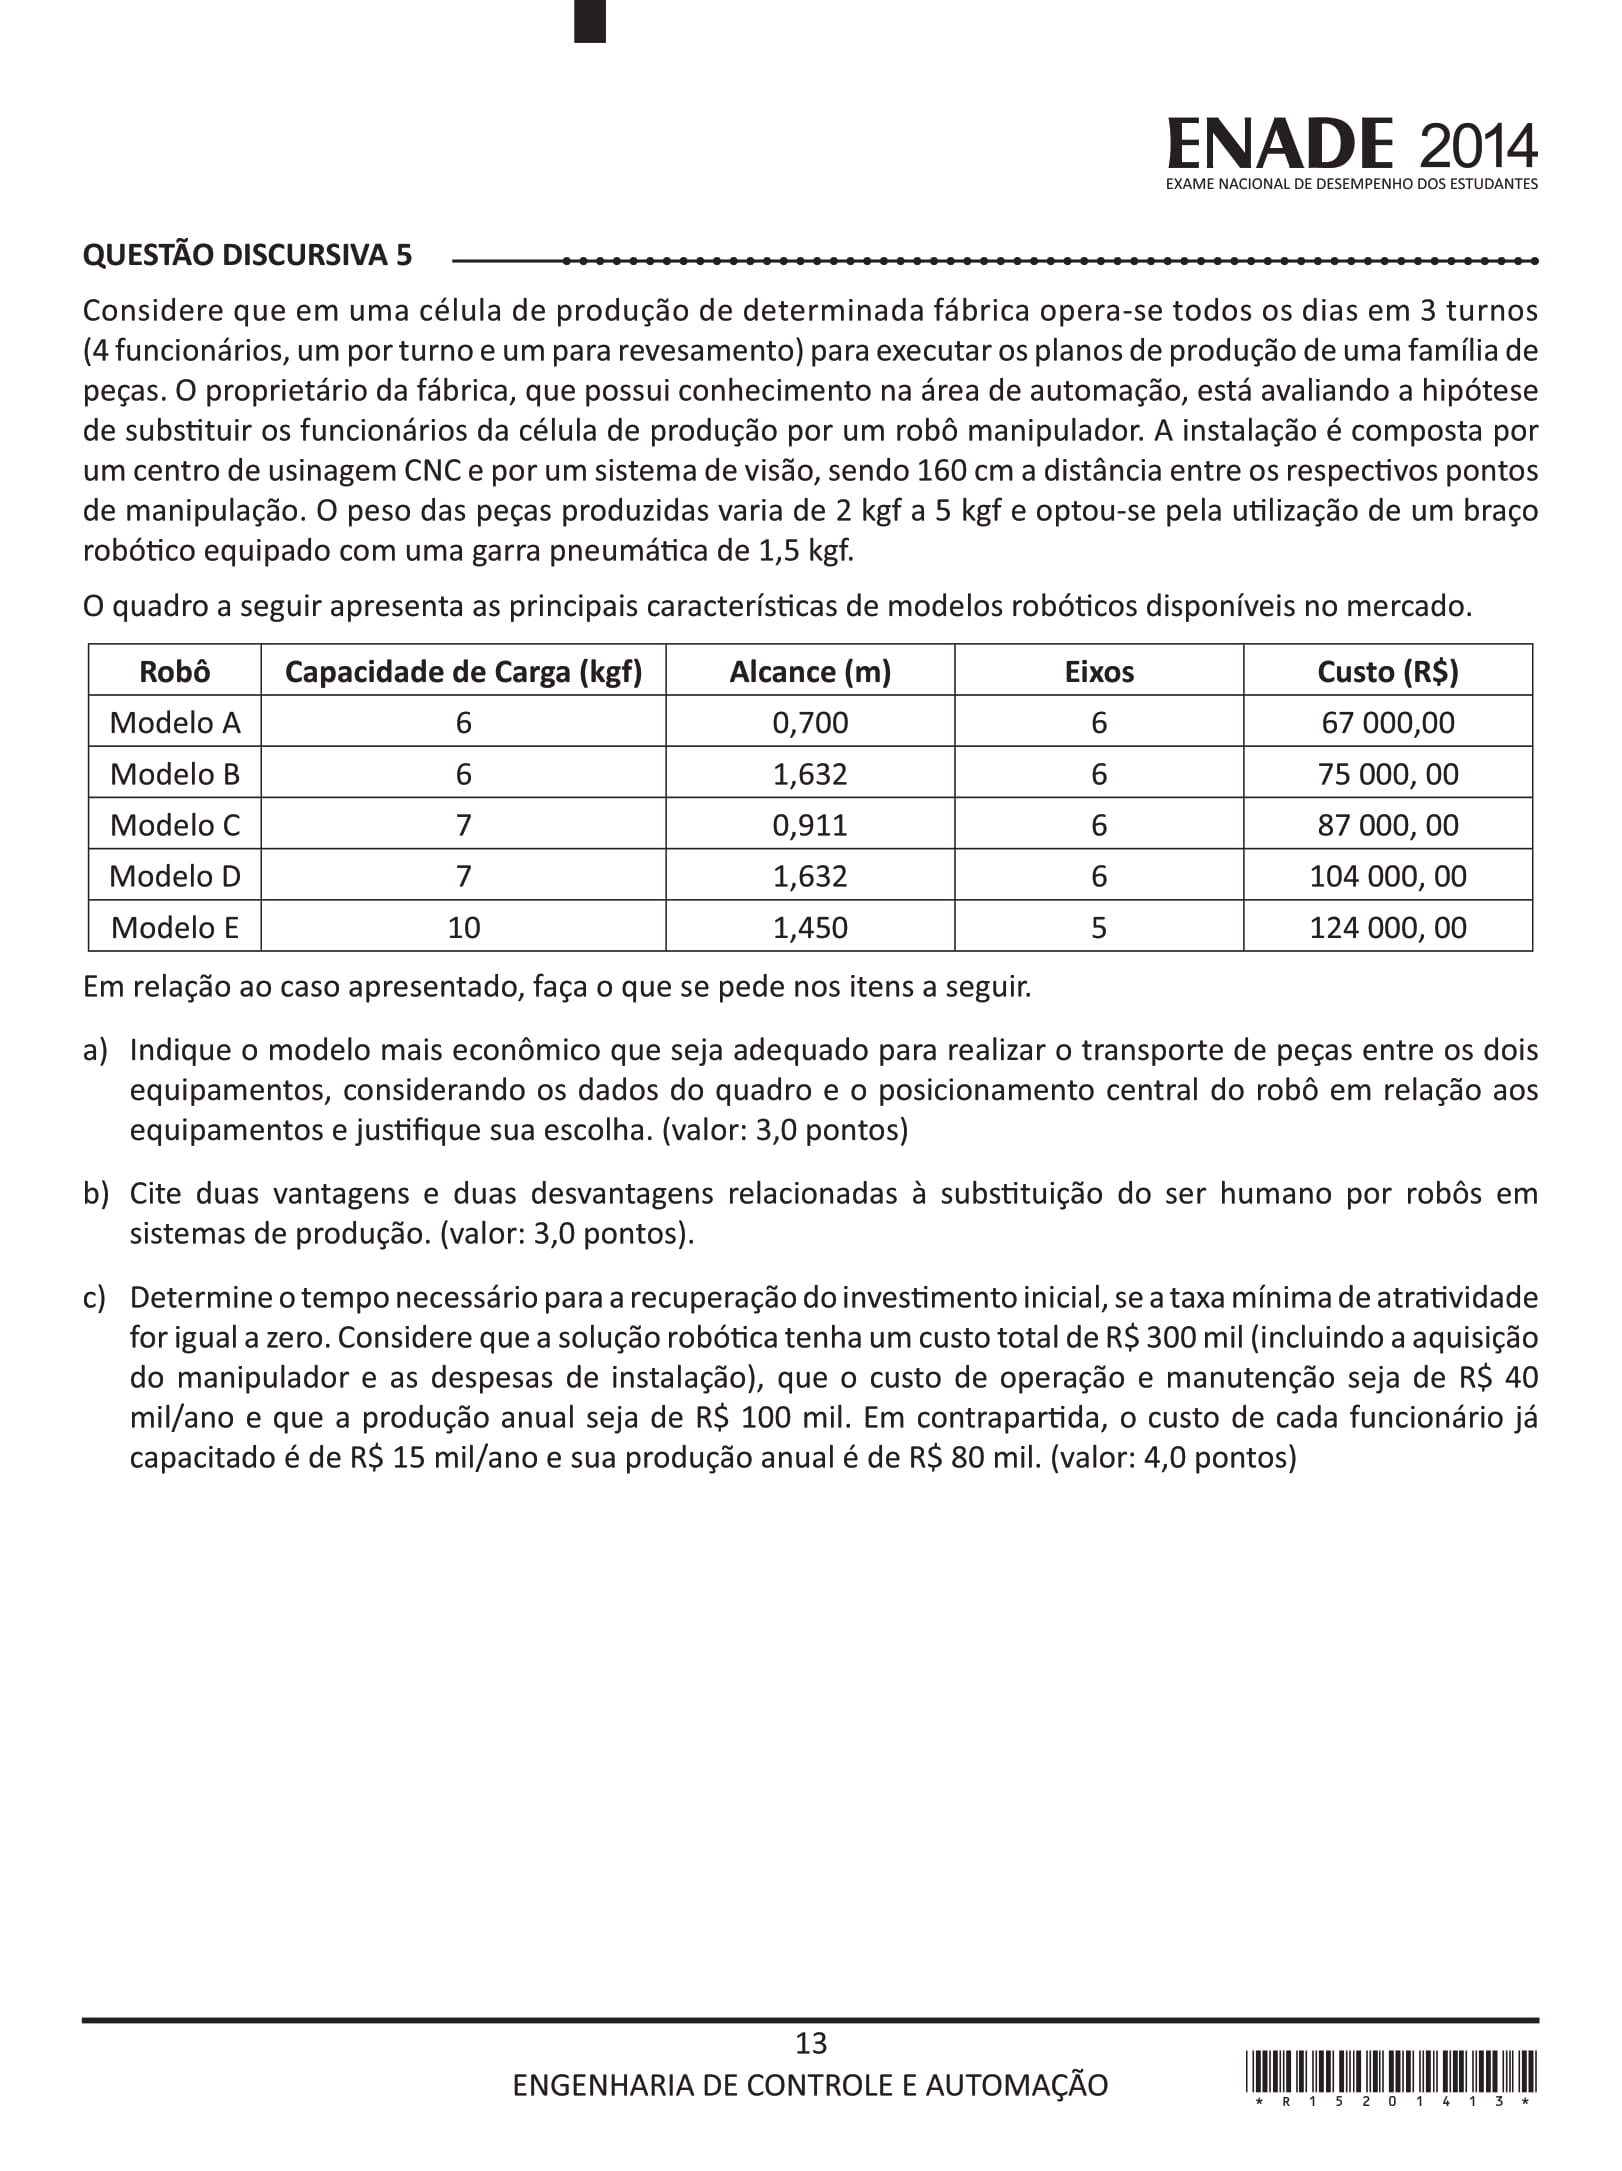 ENADE 2014
EXAME NACIONAL DE DESEMPENHO DOS ESTUDANTES
QUESTÃO DISCURSIVA 5
Considere que em uma célula de produção de determinada fábrica opera-se todos os dias em 3 turnos
(4 funcionários, um por turno e um para revesamento) para executar os planos de produção de uma família de
peças. O proprietário da fábrica, que possui conhecimento na área de automação, está avaliando a hipótese
de substituir os funcionários da célula de produção por um robô manipulador. A instalação é composta por
um centro de usinagem CNC e por um sistema de visão, sendo 160 cm a distância entre os respectivos pontos
de manipulação. O peso das peças produzidas varia de 2 kgf a 5 kgf e optou-se pela utilização de um braço
robótico equipado com uma garra pneumática de 1,5 kgf.
O quadro a seguir apresenta as principais características de modelos robóticos disponíveis no mercado.
Robô Capacidade de Carga (kgf) Alcance (m) Eixos Custo (R$)
Modelo A 6 0,700 6 67 000,00
Modelo B 6 1,632 6 75 000, 00
Modelo C 7 0,911 6 87 000, 00
Modelo D 7 1,632 6 104 000, 00
Modelo E 10 1,450 5 124 000, 00
Em relação ao caso apresentado, faça o que se pede nos itens a seguir.
a) Indique o modelo mais econômico que seja adequado para realizar o transporte de peças entre os dois
equipamentos, considerando os dados do quadro e o posicionamento central do robô em relação aos
equipamentos e justifique sua escolha. (valor: 3,0 pontos)
b) Cite duas vantagens e duas desvantagens relacionadas à substituição do ser humano por robôs em
sistemas de produção. (valor: 3,0 pontos).
c) Determine o tempo necessário para a recuperação do investimento inicial, se a taxa mínima de atratividade
for igual a zero. Considere que a solução robótica tenha um custo total de R$ 300 mil (incluindo a aquisição
do manipulador e as despesas de instalação), que o custo de operação e manutenção seja de R$ 40
mil/ano e que a produção anual seja de R$ 100 mil. Em contrapartida, o custo de cada funcionário já
capacitado é de R$ 15 mil/ano e sua produção anual é de R$ 80 mil. (valor: 4,0 pontos)
13
ENGENHARIA DE CONTROLE E AUTOMAÇÃO
*R15201413*